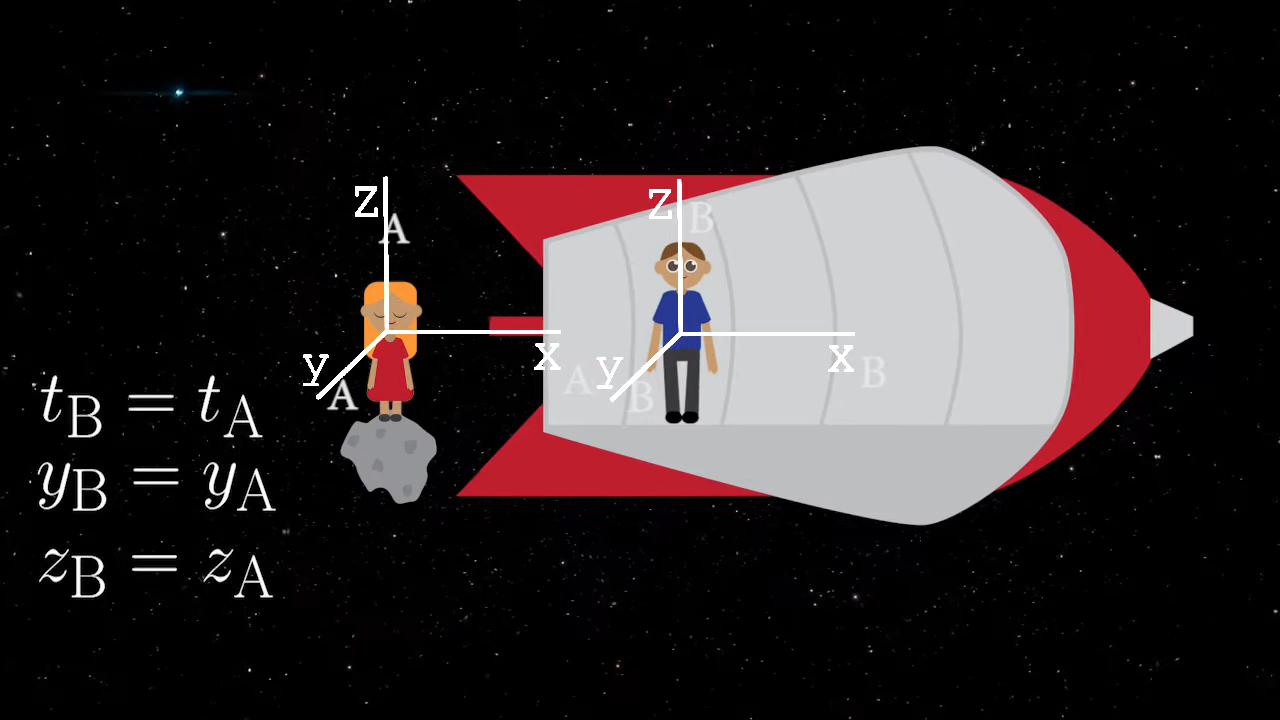 t_B = t_A
y_B = y_A
z_B = z_A
z A
y A
x A
z B
y B
x B